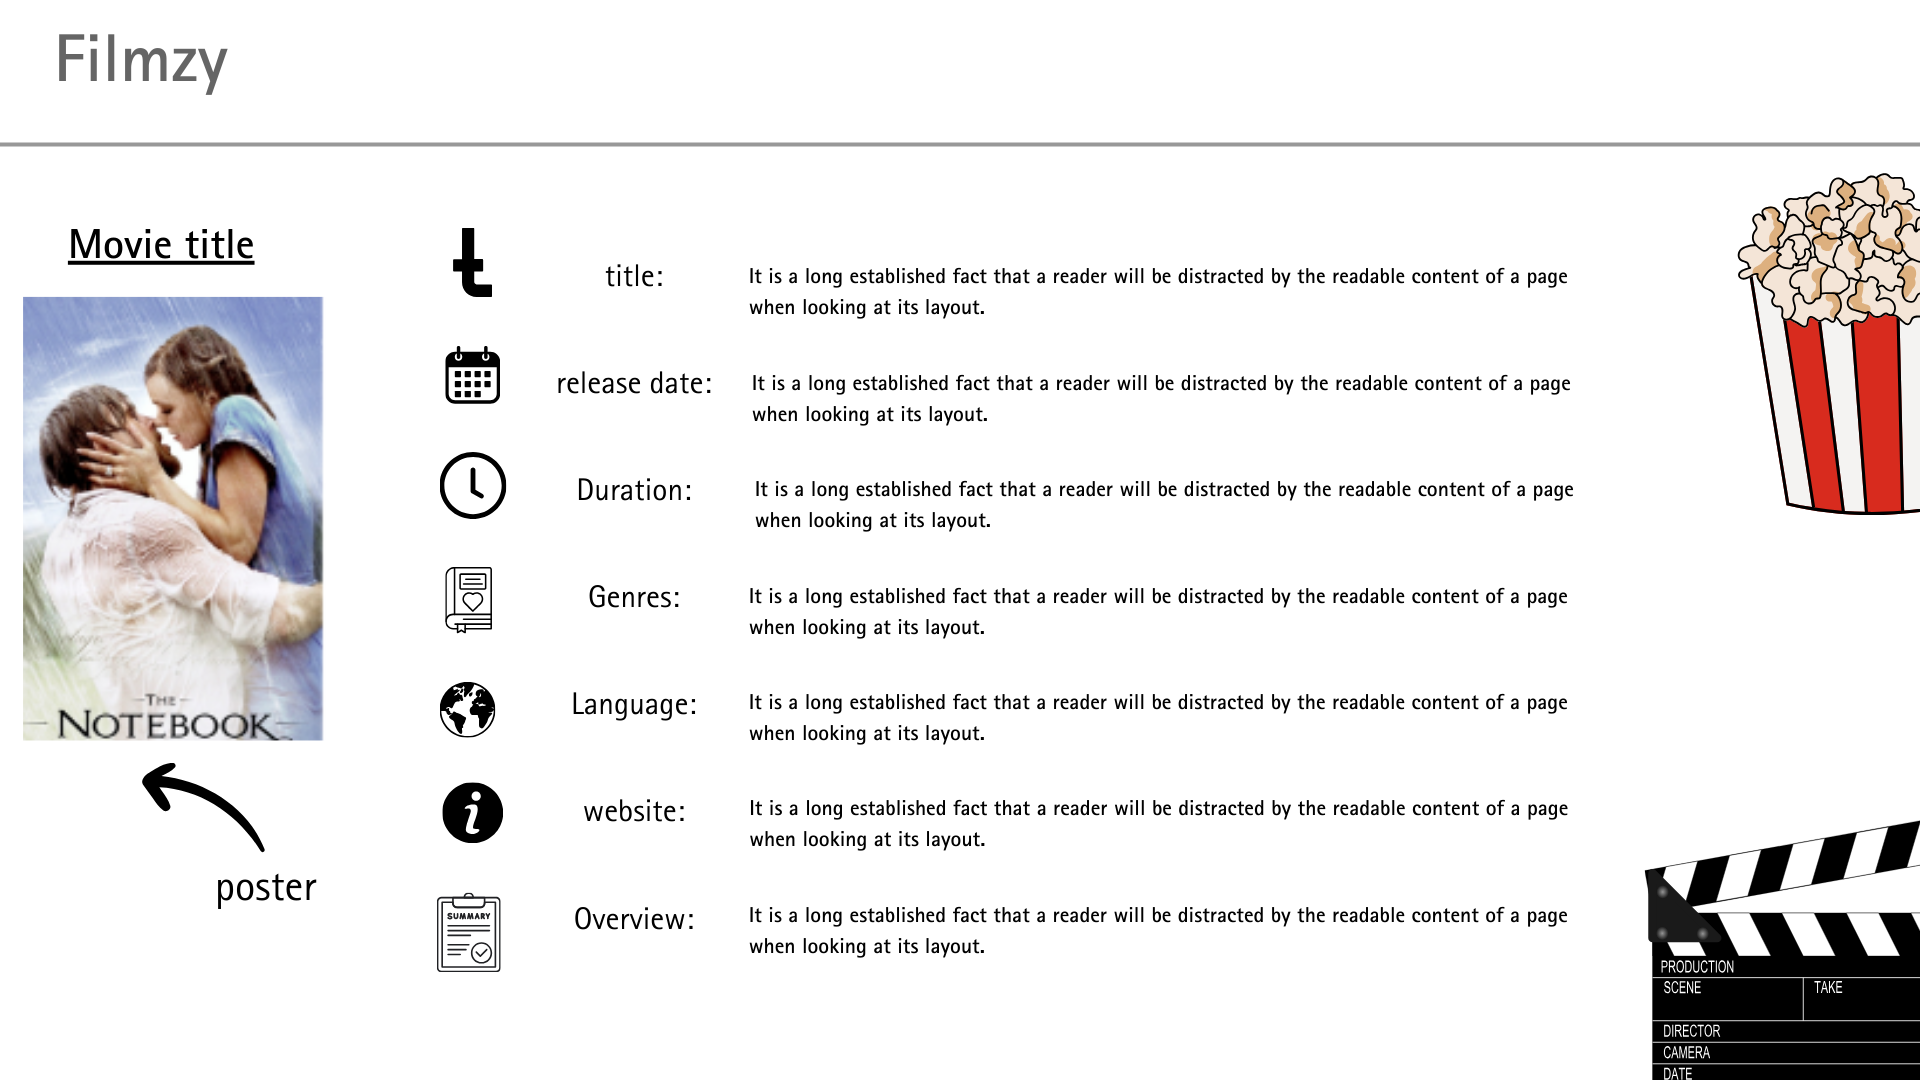 Filmzy
Movie title
THE
NOTEBOOK
poster
title:
It is a long established fact that a reader will be distracted by the readable content of a page
when looking at its layout.
release date:
It is a long established fact that a reader will be distracted by the readable content of a page
when looking at its layout.
Duration:
It is a long established fact that a reader will be distracted by the readable content of a page
when looking at its layout.
Genres:
It is a long established fact that a reader will be distracted by the readable content of a page
when looking at its layout.
Language:
It is a long established fact that a reader will be distracted by the readable content of a page
when looking at its layout.
website:
It is a long established fact that a reader will be distracted by the readable content of a page
when looking at its layout.
SUMMARY
Overview:
It is a long established fact that a reader will be distracted by the readable content of a page
when looking at its layout.
PRODUCTION
SCENE
TAKE
DIRECTOR
CAMERA
DATE